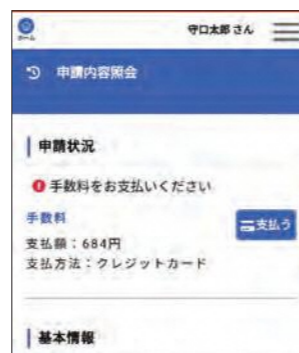 ホーム
守口太郎 さん
申請内容照会
申請状況
手数料をお支払いください
手数料
支払う
支払額：684円
支払方法：クレジットカード
基本情報